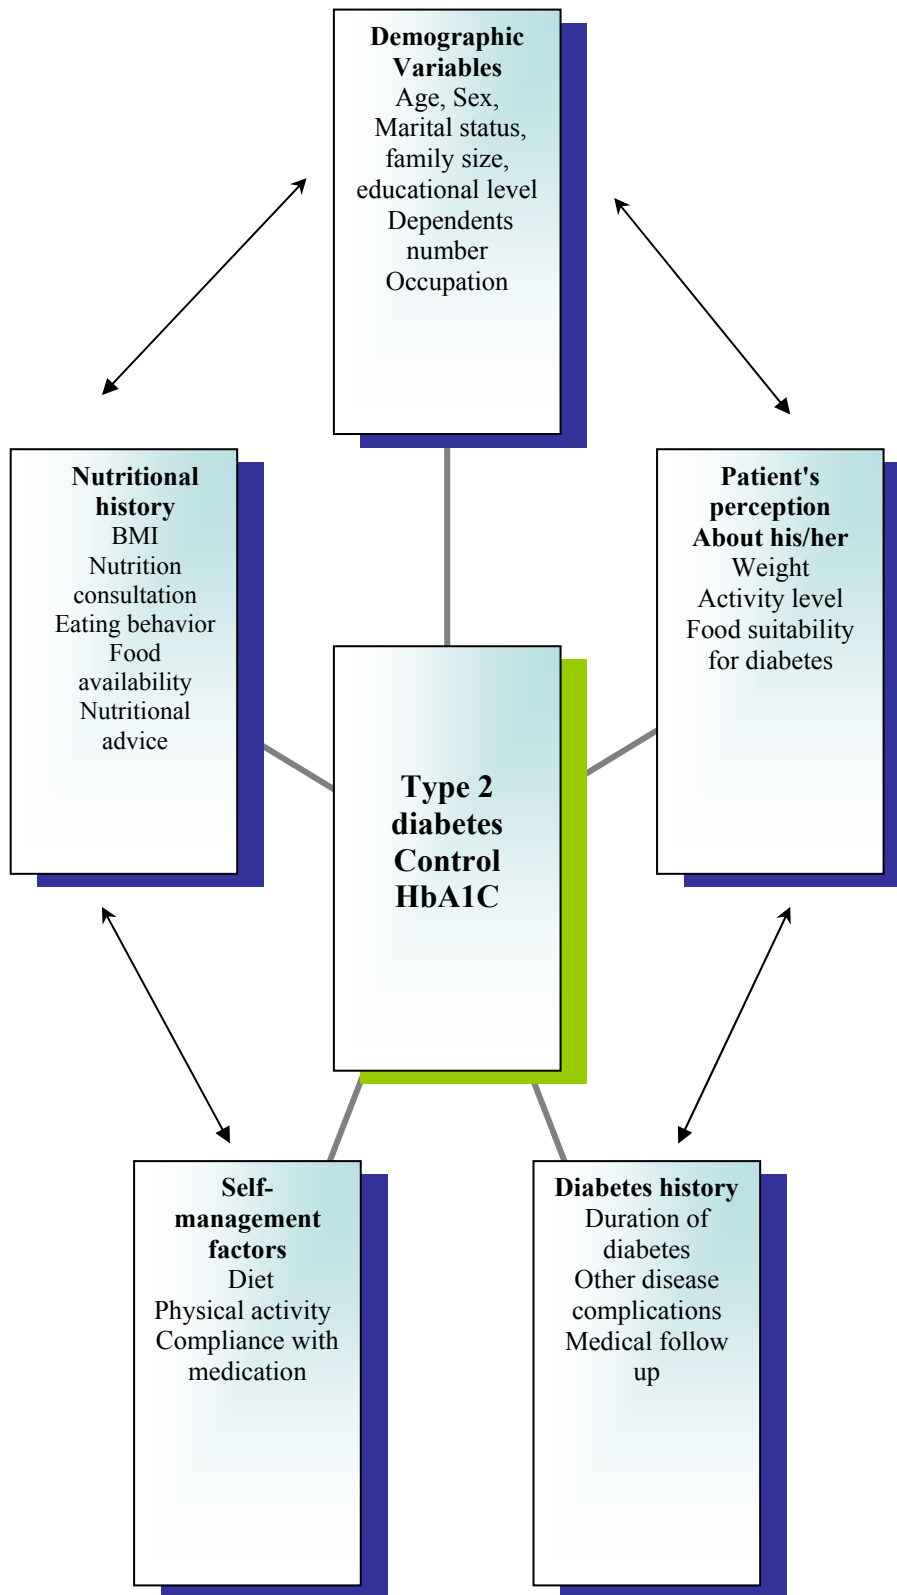 Demographic
Variables
Age, Sex,
Marital status,
family size,
educational level
Dependents
number
Occupation
Nutritional
history
BMI
Nutrition
consultation
Eating behavior
Food
availability
Nutritional
advice
Patient's
perception
About his/her
Weight
Activity level
Food suitability
for diabetes
Type 2
diabetes
Control
HbA1C
Self-
management
factors
Diet
Physical activity
Compliance with
medication
Diabetes history
Duration of
diabetes
Other disease
complications
Medical follow
up